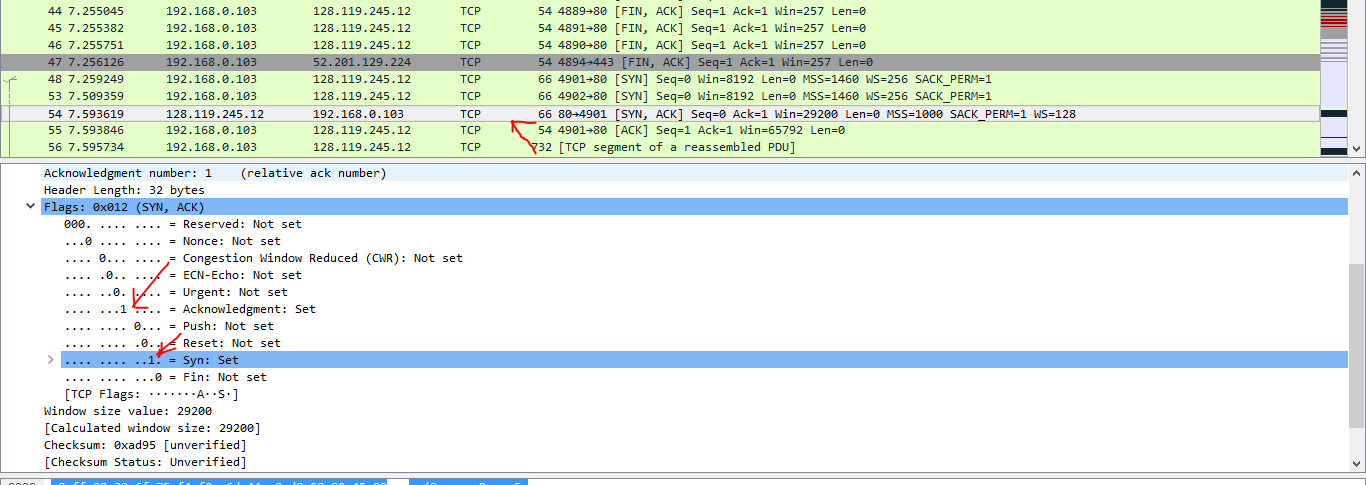 44 7.255045 192.168.0.103 128.119.245.12 TCP 54 4889→80 [FIN, ACK] Seq=1 Ack=1 Win=257 Len=0
45 7.255382 192.168.0.103 128.119.245.12 TCP 54 4891→80 [FIN, ACK] Seq=1 Ack=1 Win=257 Len=0
46 7.255751 192.168.0.103 128.119.245.12 TCP 54 4890→80 [FIN, ACK] Seq=1 Ack=1 Win=257 Len=0
47 7.256126 192.168.0.103 52.201.129.224 TCP 54 4894→443 [FIN, ACK] Seq=1 Ack=1 Win=257 Len=0
48 7.259249 192.168.0.103 128.119.245.12 TCP 66 4901→80 [SYN] Seq=0 Win=8192 Len=0 MSS=1460 WS=256 SACK_PERM=1
53 7.509359 192.168.0.103 128.119.245.12 TCP 66 4902→80 [SYN] Seq=0 Win=8192 Len=0 MSS=1460 WS=256 SACK_PERM=1
54 7.593619 128.119.245.12 192.168.0.103 TCP 66 80→4901 [SYN, ACK] Seq=0 Ack=1 Win=29200 Len=0 MSS=1000 SACK_PERM=1 WS=128
55 7.593846 192.168.0.103 128.119.245.12 TCP 54 4901→80 [ACK] Seq=1 Ack=1 Win=65792 Len=0
56 7.595734 192.168.0.103 128.119.245.12 TCP 732 [TCP segment of a reassembled PDU]
Acknowledgment number: 1 (relative ack number)
Header Length: 32 bytes
Flags: 0x012 (SYN, ACK)
000. .... .... = Reserved: Not set
...0 .... .... = Nonce: Not set
.... 0... .... = Congestion Window Reduced (CWR): Not set
.... .0.. .... = ECN-Echo: Not set
.... ..0. .... = Urgent: Not set
.... ...1 .... = Acknowledgment: Set
.... .... 0... = Push: Not set
.... .... .0.. = Reset: Not set
.... .... ..1. = Syn: Set
.... .... ...0 = Fin: Not set
[TCP Flags: ·······A··S·]
Window size value: 29200
[Calculated window size: 29200]
Checksum: 0xad95 [unverified]
[Checksum Status: Unverified]